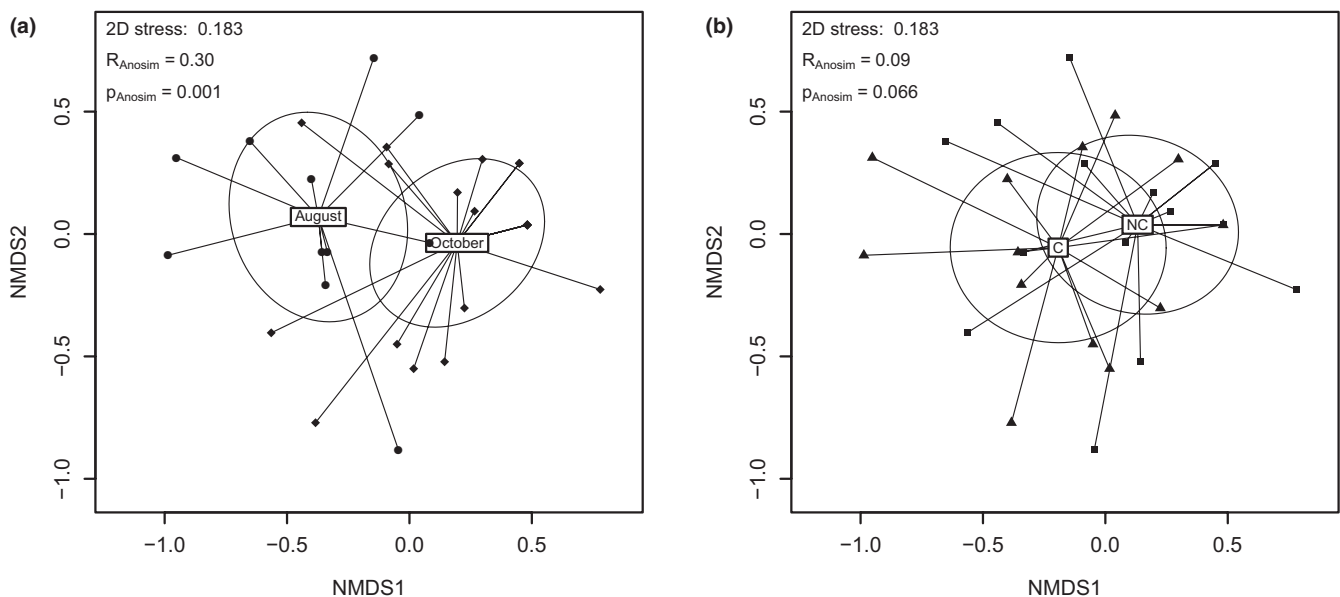 (a)
2D stress: 0.183
R_Anosim = 0.30
p_Anosim = 0.001
NMDS2
0.5
0.0
−0.5
−1.0
August
October
−1.0 −0.5 0.0 0.5
NMDS1
(b)
2D stress: 0.183
R_Anosim = 0.09
p_Anosim = 0.066
NMDS2
0.5
0.0
−0.5
−1.0
NC
C
−1.0 −0.5 0.0 0.5
NMDS1